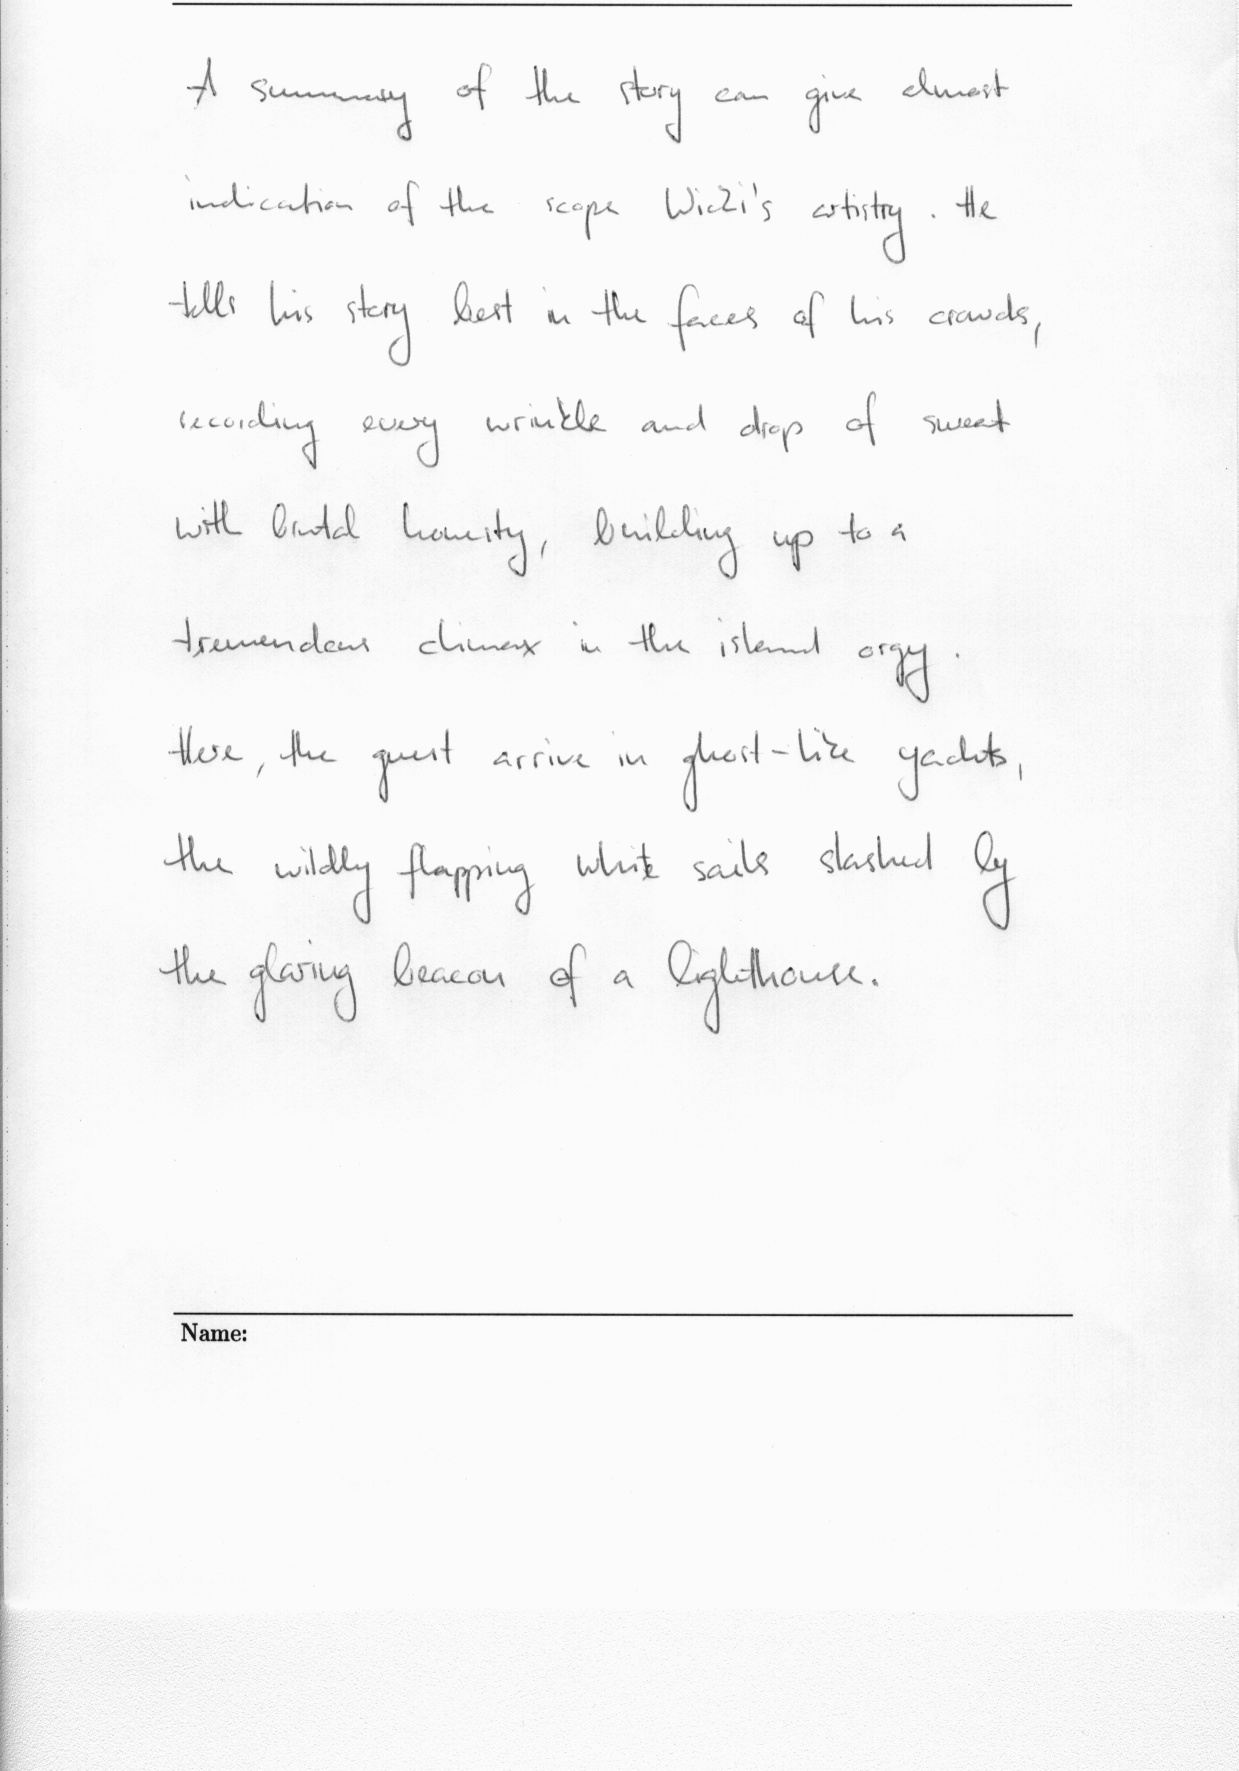 A summary of the story can give almost
indication of the scope Wicki's artistry. He
tells his story best in the faces of his crowds,
recording every wrinkle and drop of sweat
with brutal honesty, building up to a
tremendous climax in the island orgy.
Here, the guest arrive in ghost-like yachts,
the wildly flapping white sails slashed by
the glaring beacon of a lighthouse.
Name: